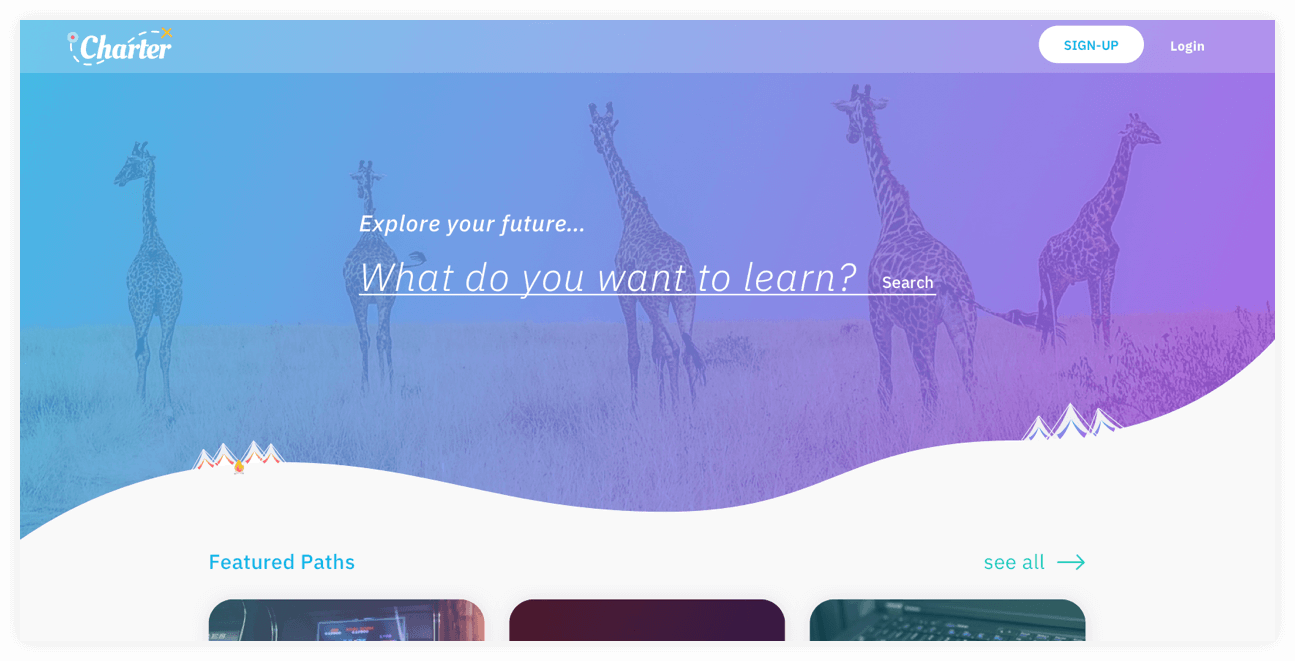 Charter
SIGN-UP
Login
Explore your future...
What do you want to learn?
Search
Featured Paths
see all